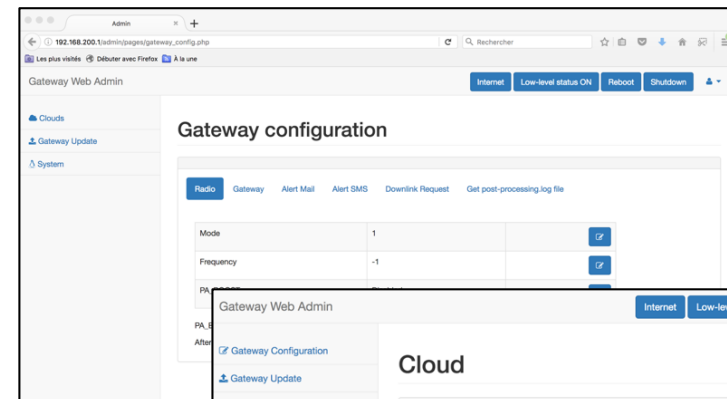 Admin
192.168.200.1/admin/pages/gateway_config.php
Rechercher
Les plus visités Débuter avec Firefox À la une
Gateway Web Admin
Internet Low-level status ON Reboot Shutdown
Clouds
Gateway Update
System
Gateway configuration
Radio Gateway Alert Mail Alert SMS Downlink Request Get post-processing.log file
Mode 1
Frequency -1
Gateway Web Admin
Internet
Gateway Configuration
Gateway Update
Cloud